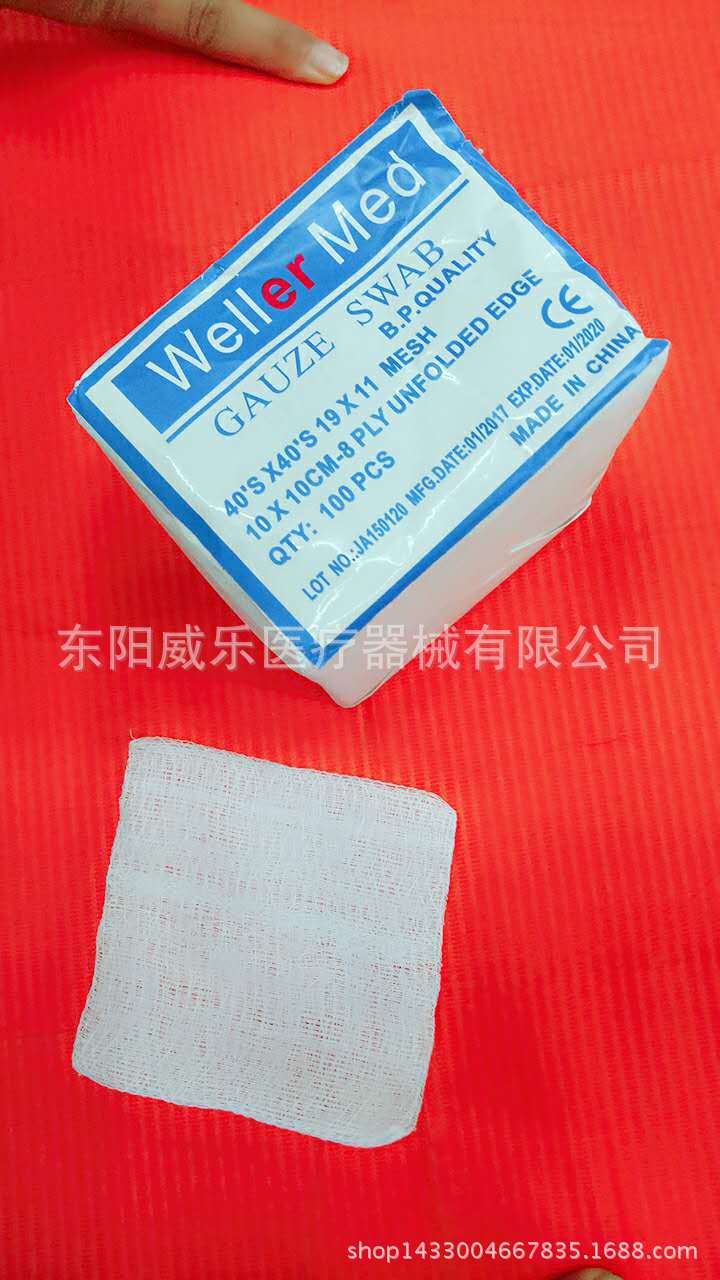 Weller Med
GAUZE SWAB
B.P.QUALITY
40'S X40'S 19 X 11 MESH
10 X 10CM-8 PLY UNFOLDED EDGE
QTY: 100 PCS
CE
LOT NO.:JA150120 MFG.DATE:01/2017 EXP.DATE:01/2020
MADE IN CHINA
东阳威乐医疗器械有限公司
shop1433004667835.1688.com